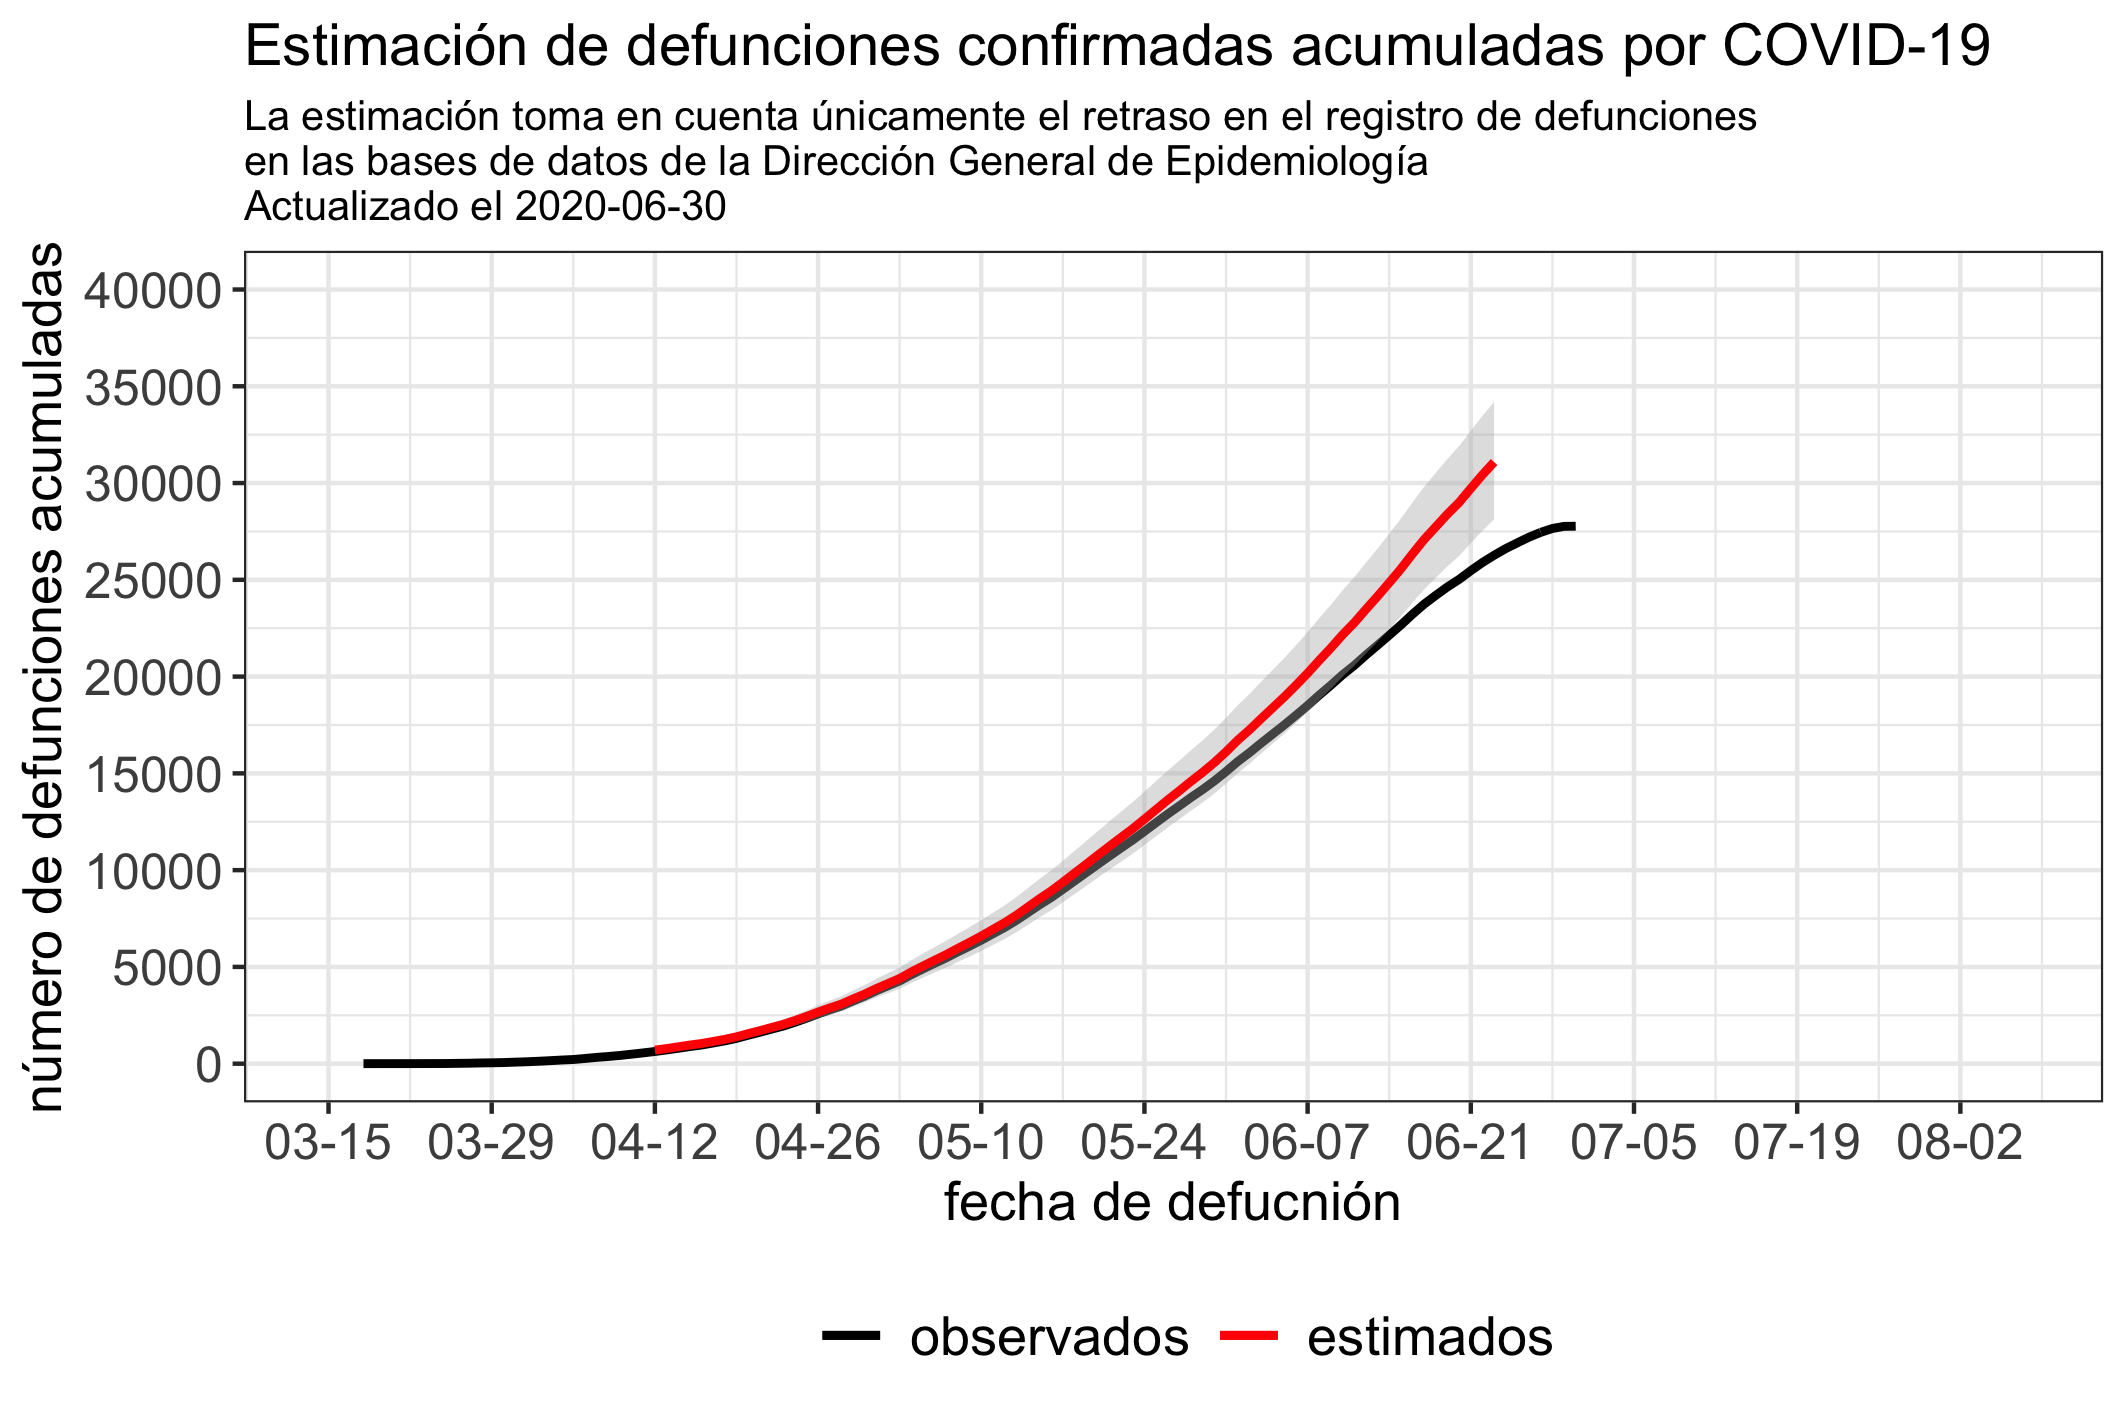 Estimación de defunciones confirmadas acumuladas por COVID-19
La estimación toma en cuenta únicamente el retraso en el registro de defunciones
en las bases de datos de la Dirección General de Epidemiología
Actualizado el 2020-06-30
número de defunciones acumuladas
40000
35000
30000
25000
20000
15000
10000
5000
0
03-15 03-29 04-12 04-26 05-10 05-24 06-07 06-21 07-05 07-19 08-02
fecha de defucnión
observados estimados